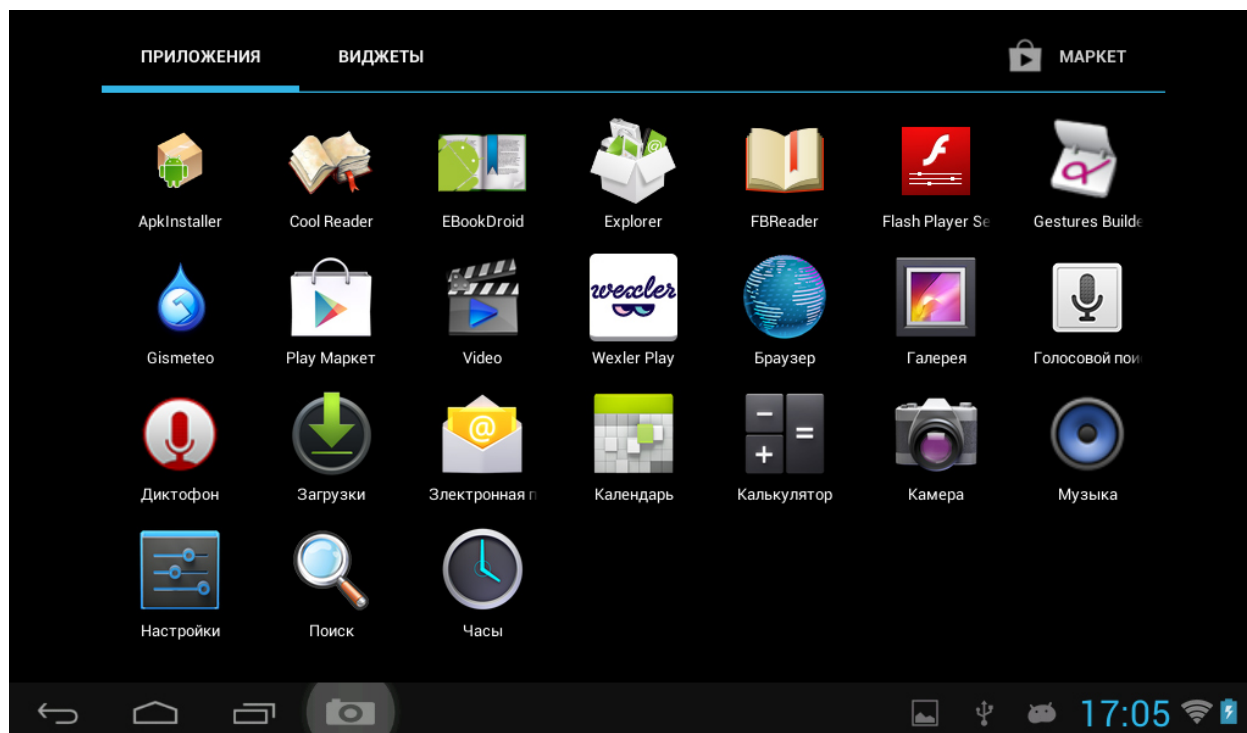 ПРИЛОЖЕНИЯ ВИДЖЕТЫ МАРКЕТ
ApkInstaller Cool Reader EBookDroid Explorer FBReader Flash Player Se Gestures Builde
wexler
Gismeteo Play Маркет Video Wexler Play Браузер Галерея Голосовой пои
Диктофон Загрузки Электронная п Календарь Калькулятор Камера Музыка
Настройки Поиск Часы
17:05